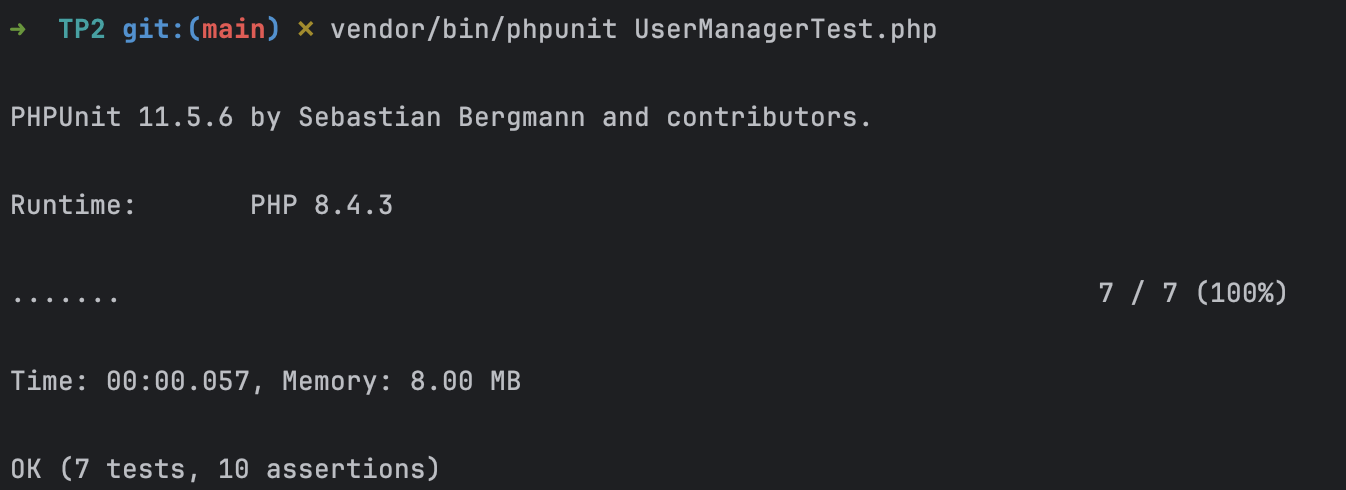 ➜  TP2 git:(main) ✗ vendor/bin/phpunit UserManagerTest.php
PHPUnit 11.5.6 by Sebastian Bergmann and contributors.
Runtime:       PHP 8.4.3
.......                                                             7 / 7 (100%)
Time: 00:00.057, Memory: 8.00 MB
OK (7 tests, 10 assertions)